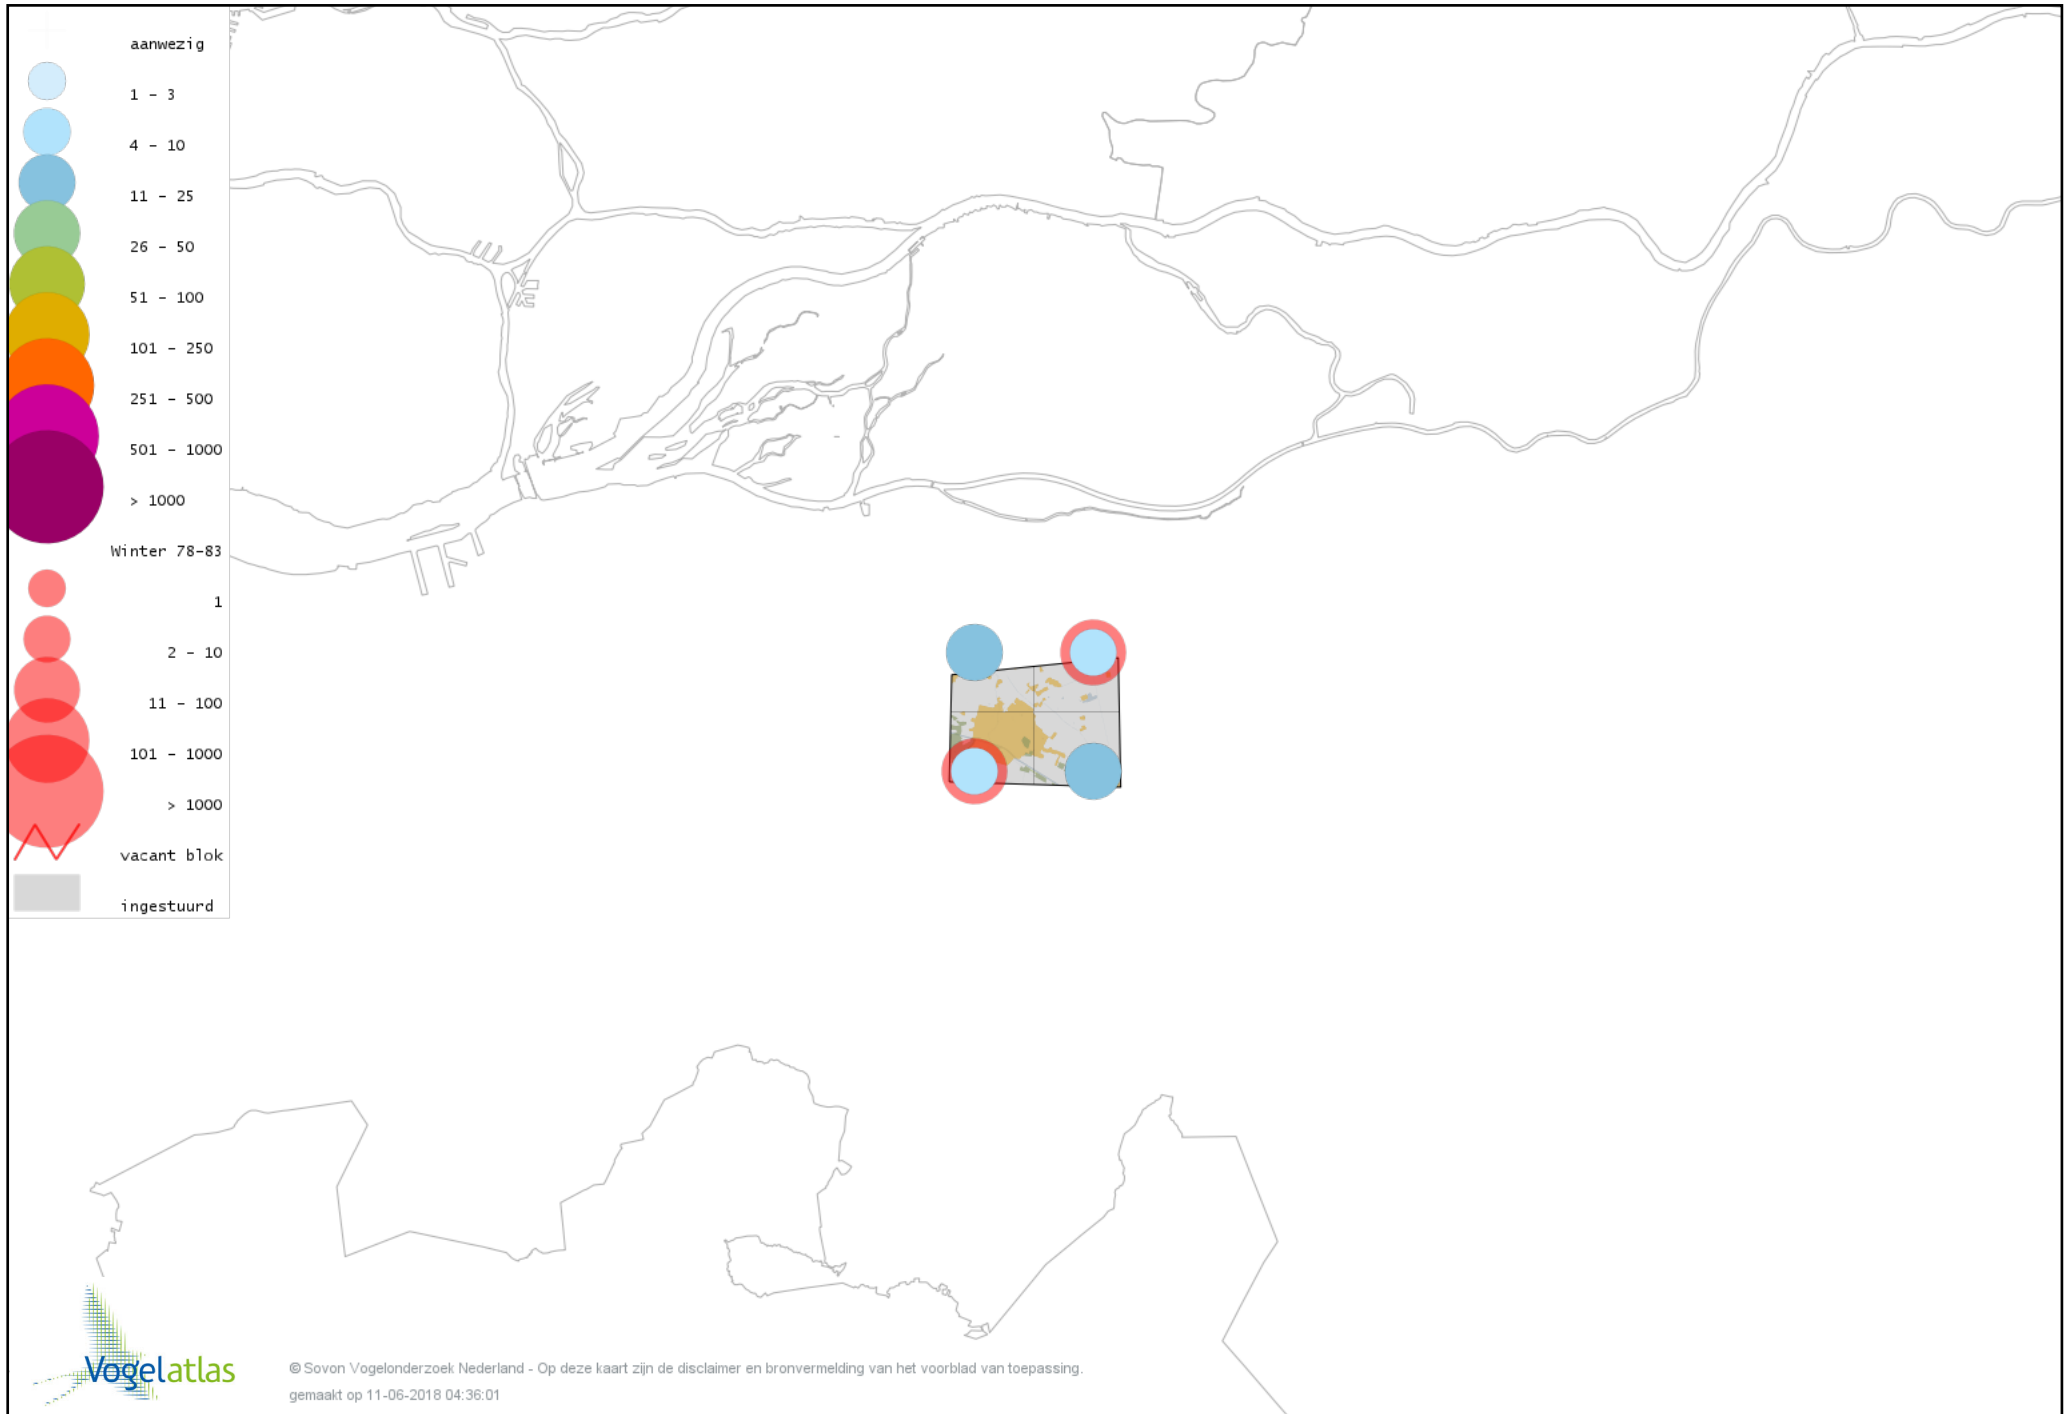 aanwezig
1 - 3
4 - 10
11 - 25
26 - 50
51 - 100
101 - 250
251 - 500
501 - 1000
> 1000
Winter 78-83
1
2 - 10
11 - 100
101 - 1000
> 1000
vacant blok
ingestuurd
Vogelatlas
© Sovon Vogelonderzoek Nederland - Op deze kaart zijn de disclaimer en bronvermelding van het voorblad van toepassing.
gemaakt op 11-06-2018 04:36:01